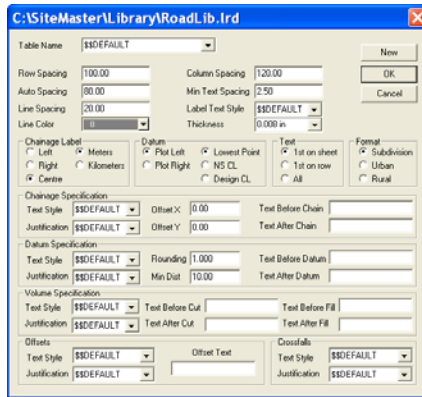 C:\SiteMaster\Library\RoadLib.lrd
Table Name $$DEFAULT
New
Row Spacing 100.00 Column Spacing 120.00 OK
Auto Spacing 80.00 Min Text Spacing 2.50 Cancel
Line Spacing 20.00 Label Text Style $$DEFAULT
Line Color 0 Thickness 0.000 in
Chainage Label Datum Text Format
Left Meters Plot Left Lowest Point 1st on sheet Subdivision
Right Kilometers Plot Right NS CL 1st on row Urban
Centre Design CL All Rural
Chainage Specification
Text Style $$DEFAULT Offset X 0.00 Text Before Chain
Justification $$DEFAULT Offset Y 0.00 Text After Chain
Datum Specification
Text Style $$DEFAULT Rounding 1.000 Text Before Datum
Justification $$DEFAULT Min Dist 10.00 Text After Datum
Volume Specification
Text Style $$DEFAULT Text Before Cut Text Before Fill
Justification $$DEFAULT Text After Cut Text After Fill
Offsets Crossfalls
Text Style $$DEFAULT Offset Text Text Style $$DEFAULT
Justification $$DEFAULT Justification $$DEFAULT